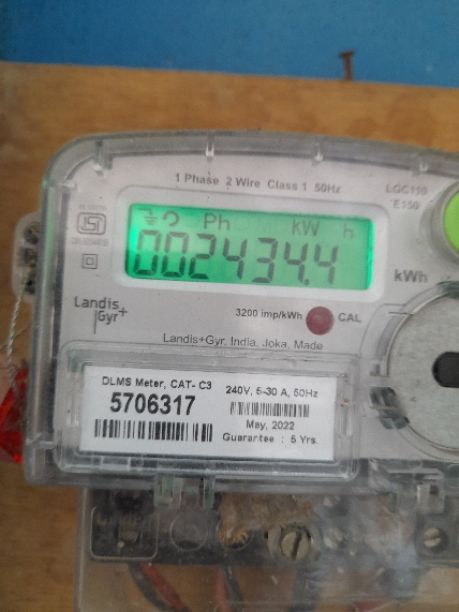 1 Phase 2 Wire Class 1 50Hz
LGC110
E150
Ph kW h
002434.4
kWh
Landis+
Gyr
3200 imp/kWh CAL
Landis+Gyr, India, Joka, Made
DLMS Meter, CAT- C3
5706317
240V, 5-30 A, 50Hz
May, 2022
Guarantee : 5 Yrs.